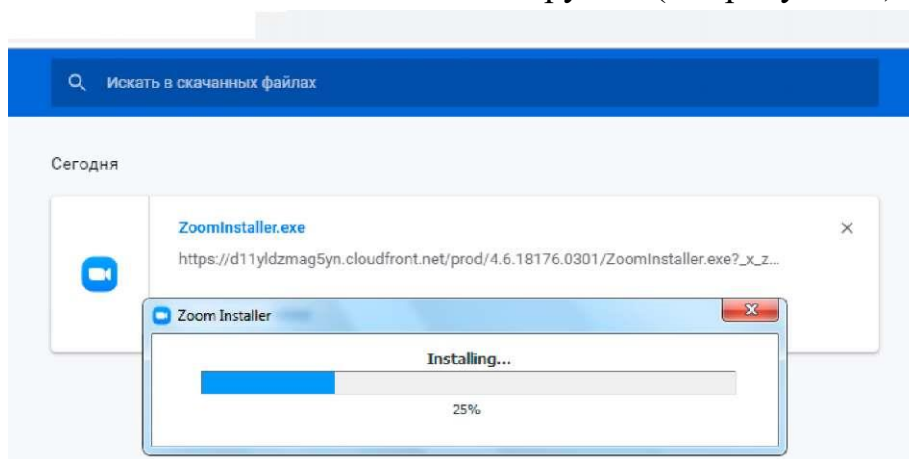 Искать в скачанных файлах
Сегодня
ZoomInstaller.exe
https://d11yldzmag5yn.cloudfront.net/prod/4.6.18176.0301/ZoomInstaller.exe?_x_z...
Zoom Installer
Installing...
25%